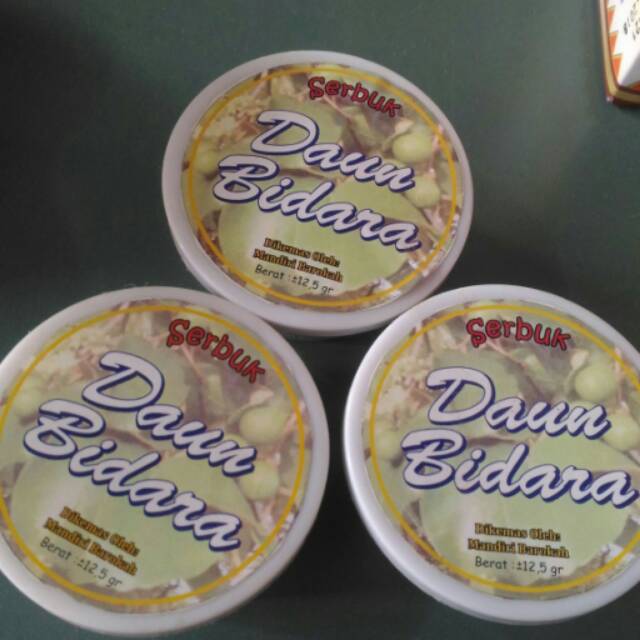 Serbuk
Daun
Bidara
Dikemas Oleh:
Mandiri Barokah
Berat : ±12,5 gr
Serbuk
Daun
Bidara
Dikemas Oleh:
Mandiri Barokah
Berat : ±12,5 gr
Serbuk
Daun
Bidara
Dikemas Oleh:
Mandiri Barokah
Berat : ±12,5 gr